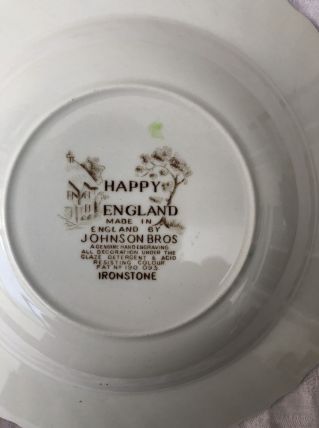 HAPPY
ENGLAND
MADE IN
ENGLAND BY
JOHNSON BROS
A GENUINE HAND ENGRAVING
ALL DECORATION UNDER THE
GLAZE DETERGENT & ACID
RESISTING COLOUR
PAT Nº 190 093
IRONSTONE